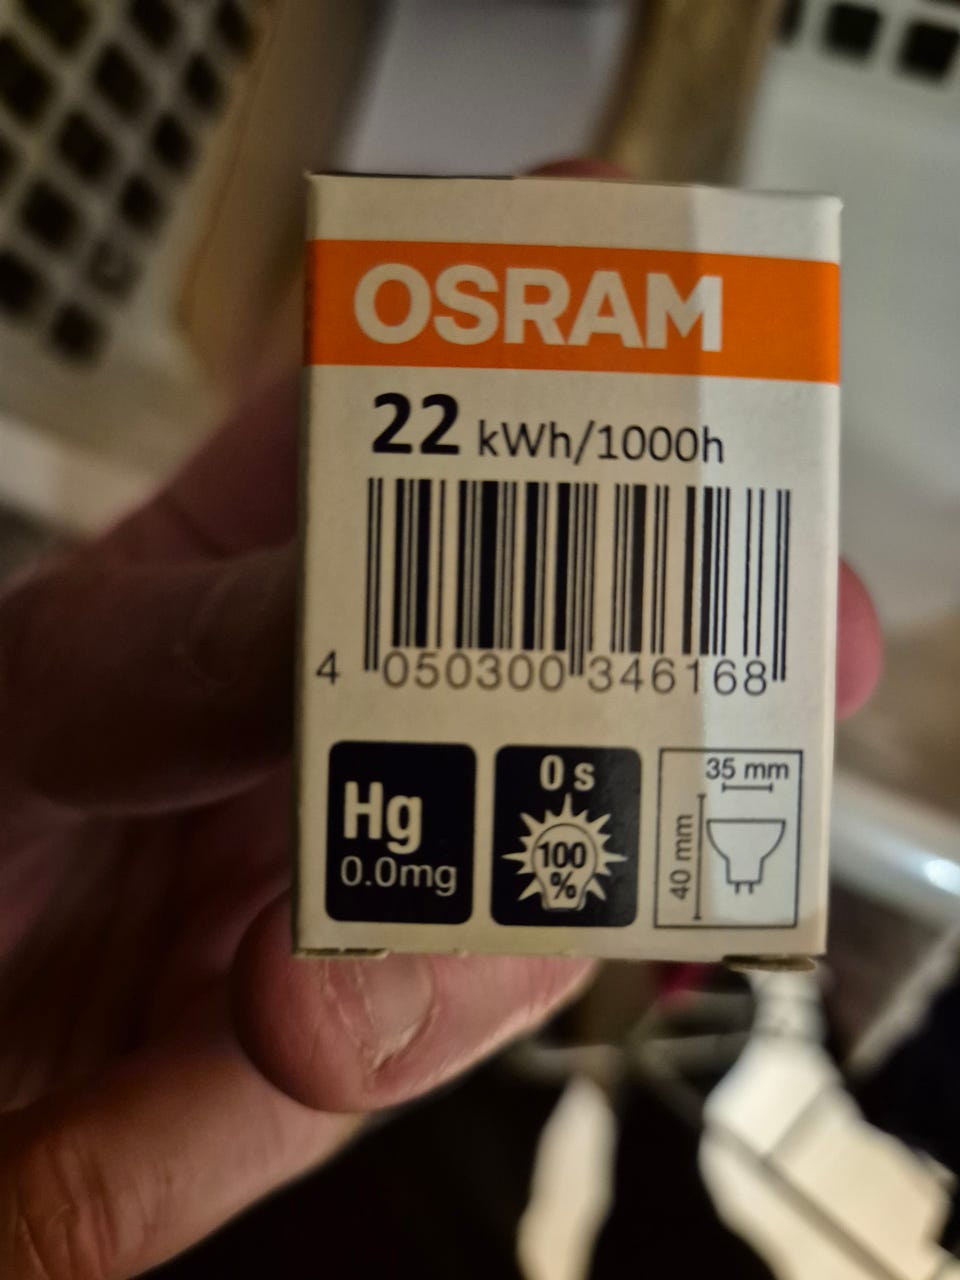 OSRAM
22 kWh/1000h
4 050300 346168
Hg
0.0mg
0 s
100
%
35 mm
40 mm